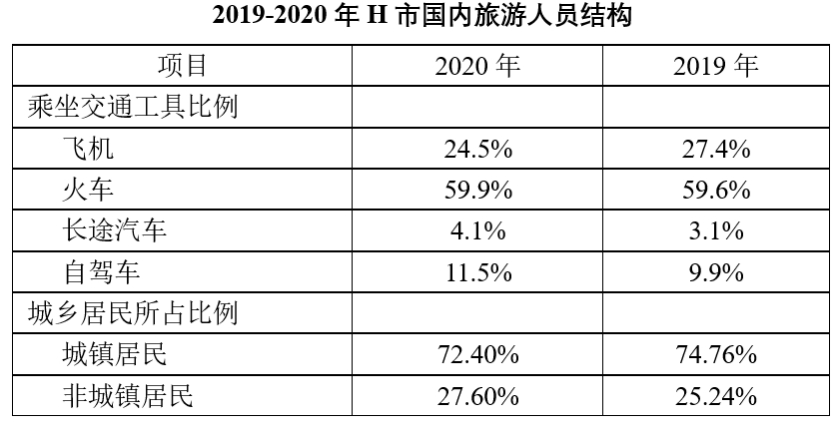 2019-2020 年 H 市国内旅游人员结构
项目 2020 年 2019 年
乘坐交通工具比例
飞机 24.5% 27.4%
火车 59.9% 59.6%
长途汽车 4.1% 3.1%
自驾车 11.5% 9.9%
城乡居民所占比例
城镇居民 72.40% 74.76%
非城镇居民 27.60% 25.24%